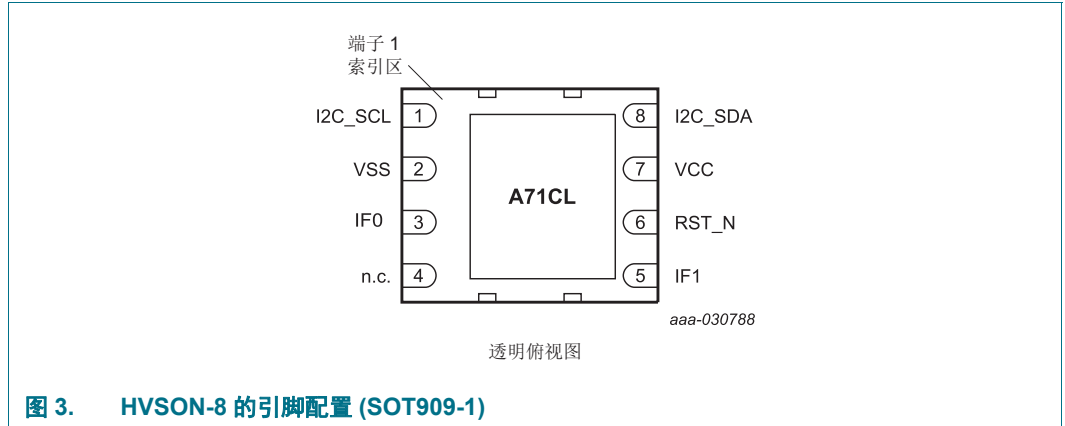 端子 1
索引区
I2C_SCL 1 8 I2C_SDA
VSS 2 7 VCC
A71CL
IF0 3 6 RST_N
n.c. 4 5 IF1
aaa-030788
透明俯视图
图 3. HVSON-8 的引脚配置 (SOT909-1)